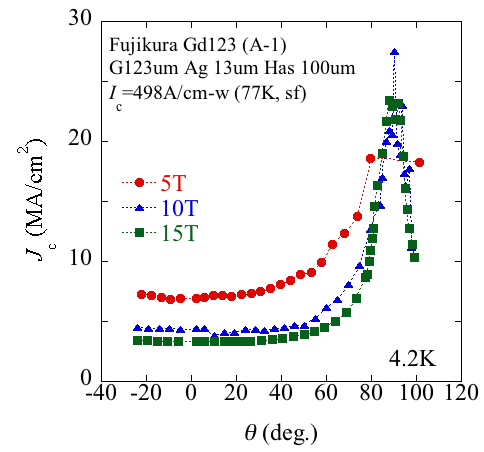 Fujikura Gd123 (A-1)
G123um Ag 13um Has 100um
Ic=498A/cm-w (77K, sf)
5T
10T
15T
4.2K
Jc (MA/cm2)
30
20
10
0
-40 -20 0 20 40 60 80 100 120
θ (deg.)